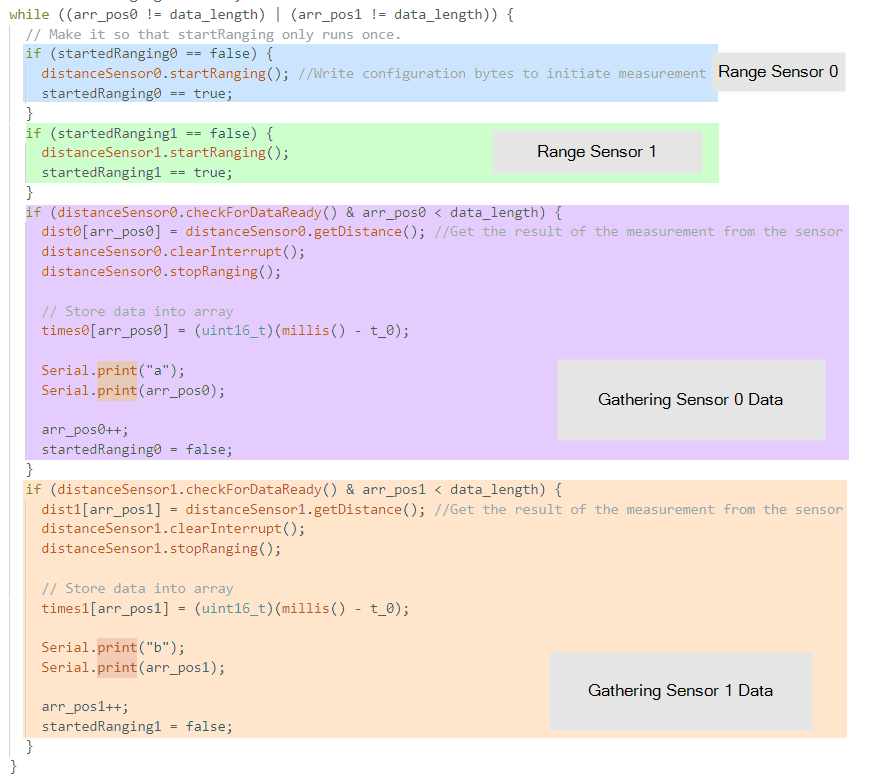 while ((arr_pos0 != data_length) | (arr_pos1 != data_length)) {
// Make it so that startRanging only runs once.
if (startedRanging0 == false) {
distanceSensor0.startRanging(); //Write configuration bytes to initiate measurement
Range Sensor 0
startedRanging0 == true;
}
if (startedRanging1 == false) {
distanceSensor1.startRanging();
Range Sensor 1
startedRanging1 == true;
}
if (distanceSensor0.checkForDataReady() & arr_pos0 < data_length) {
dist0[arr_pos0] = distanceSensor0.getDistance(); //Get the result of the measurement from the sensor
distanceSensor0.clearInterrupt();
distanceSensor0.stopRanging();
// Store data into array
times0[arr_pos0] = (uint16_t)(millis() - t_0);
Serial.print("a");
Serial.print(arr_pos0);
Gathering Sensor 0 Data
arr_pos0++;
startedRanging0 = false;
}
if (distanceSensor1.checkForDataReady() & arr_pos1 < data_length) {
dist1[arr_pos1] = distanceSensor1.getDistance(); //Get the result of the measurement from the sensor
distanceSensor1.clearInterrupt();
distanceSensor1.stopRanging();
// Store data into array
times1[arr_pos1] = (uint16_t)(millis() - t_0);
Serial.print("b");
Serial.print(arr_pos1);
Gathering Sensor 1 Data
arr_pos1++;
startedRanging1 = false;
}
}